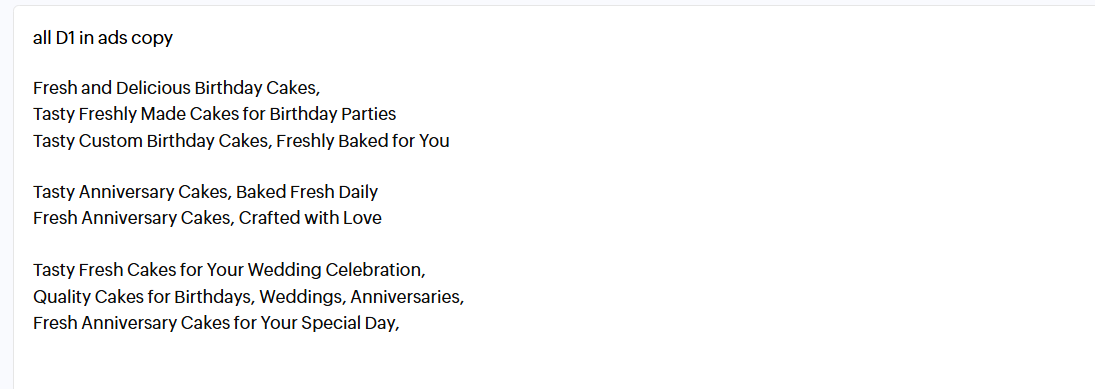 all D1 in ads copy
Fresh and Delicious Birthday Cakes,
Tasty Freshly Made Cakes for Birthday Parties
Tasty Custom Birthday Cakes, Freshly Baked for You
Tasty Anniversary Cakes, Baked Fresh Daily
Fresh Anniversary Cakes, Crafted with Love
Tasty Fresh Cakes for Your Wedding Celebration,
Quality Cakes for Birthdays, Weddings, Anniversaries,
Fresh Anniversary Cakes for Your Special Day,